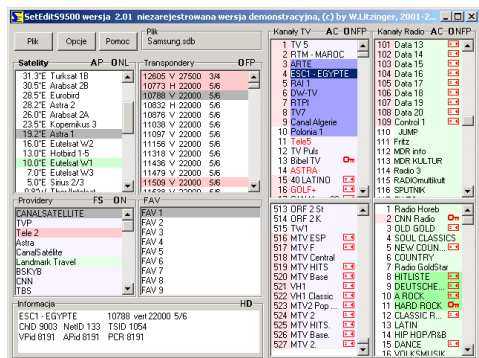 SetEditS9500 wersja 2.01 niezarejestrowana wersja demonstracyjna, (c) by W.Litzinger, 2001-2...
Plik Opcje Pomoc
Plik
Samsung.sdb
Satelity AP ONL
31.3°E Turksat 1B
30.5°E Arabsat 2B
28.5°E Eurobird
28.2°E Astra 2
26.0°E Arabsat 2A
23.5°E Kopernikus 3
19.2°E Astra 1
16.0°E Eutelsat W2
13.0°E Hotbird 1-5
10.0°E Eutelsat W1
7.0°E Eutelsat W3
5.0°E Sirius 2/3
Transpondery OFP
12605 V 27500 3/4
10773 H 22000 5/6
10788 V 22000 5/6
10832 H 22000 5/6
10876 V 22000 5/6
11038 V 22000 5/6
11097 V 22000 5/6
11156 V 22000 5/6
11318 V 22000 5/6
11436 V 22000 5/6
11479 V 22000 5/6
11509 V 22000 5/6
11538 V 22000 5/6
Providery FS ON
CANALSATELLITE
TVP
Tele 2
Astra
CanalSatélite
Landmark Travel
BSKYB
CNN
TBS
FAV
FAV 1
FAV 2
FAV 3
FAV 4
FAV 5
FAV 6
FAV 7
FAV 8
FAV 9
Informacja HD
ESC1 - EGYPTE 10788 vert 22000 5/6
ChID 9003 NetID 133 TSID 1054
VPid 8191 APid 8191 PCR 8191
Kanały TV AC ONFP
1 TV 5
2 RTM - MAROC
3 ARTE
4 ESC1 - EGYPTE
5 RAI 1
6 DW-TV
7 RTPI
8 TV7
9 Canal Algerie
10 Polonia 1
11 Tele5
12 TV Puls
13 Bibel TV
14 ASTRA
15 40 LATINO
16 GOLF+
513 ORF 2 St
514 ORF 2 K
515 TW1
516 MTV ESP
517 MTV F
518 MTV Central
519 MTV HITS
520 MTV Base
521 VH1
522 VH1 Classic
523 MTV2 Pop ...
524 MTV 2
525 MTV HITS.
526 MTV Base.
527 MTV 2.
Kanały Radio AC ONFP
101 Data 13
102 Data 14
103 Data 15
104 Data 16
105 Data 17
106 Data 18
107 Data 19
108 Data 20
109 Control 1
110 JUMP
111 Fritz
112 MDR info
113 MDR KULTUR
114 Radio 3
115 RADIOmultikult
116 SPUTNIK
1 Radio Horeb
2 CNN Radio
3 OLD GOLD
4 SOUL CLASSICS
5 NEW COUN...
6 COUNTRY
7 Radio GoldStar
8 HITLISTE
9 DEUTSCHE...
10 A ROCK
11 HARD ROCK
12 CLASSIC R...
13 LATIN
14 HIP HOP/R&B
15 DANCE
16 VOLKSMUSIK